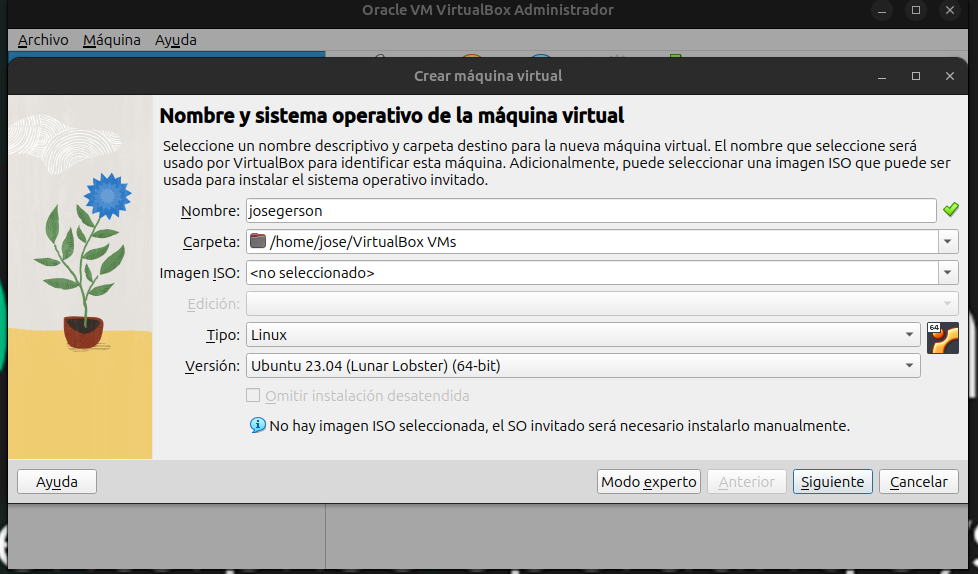 Oracle VM VirtualBox Administrador
Archivo Máquina Ayuda
Crear máquina virtual
Nombre y sistema operativo de la máquina virtual
Seleccione un nombre descriptivo y carpeta destino para la nueva máquina virtual. El nombre que seleccione será
usado por VirtualBox para identificar esta máquina. Adicionalmente, puede seleccionar una imagen ISO que puede ser
usada para instalar el sistema operativo invitado.
Nombre: josegerson
Carpeta: /home/jose/VirtualBox VMs
Imagen ISO: <no seleccionado>
Edición:
Tipo: Linux
64
Versión: Ubuntu 23.04 (Lunar Lobster) (64-bit)
Omitir instalación desatendida
No hay imagen ISO seleccionada, el SO invitado será necesario instalarlo manualmente.
Ayuda Modo experto Anterior Siguiente Cancelar